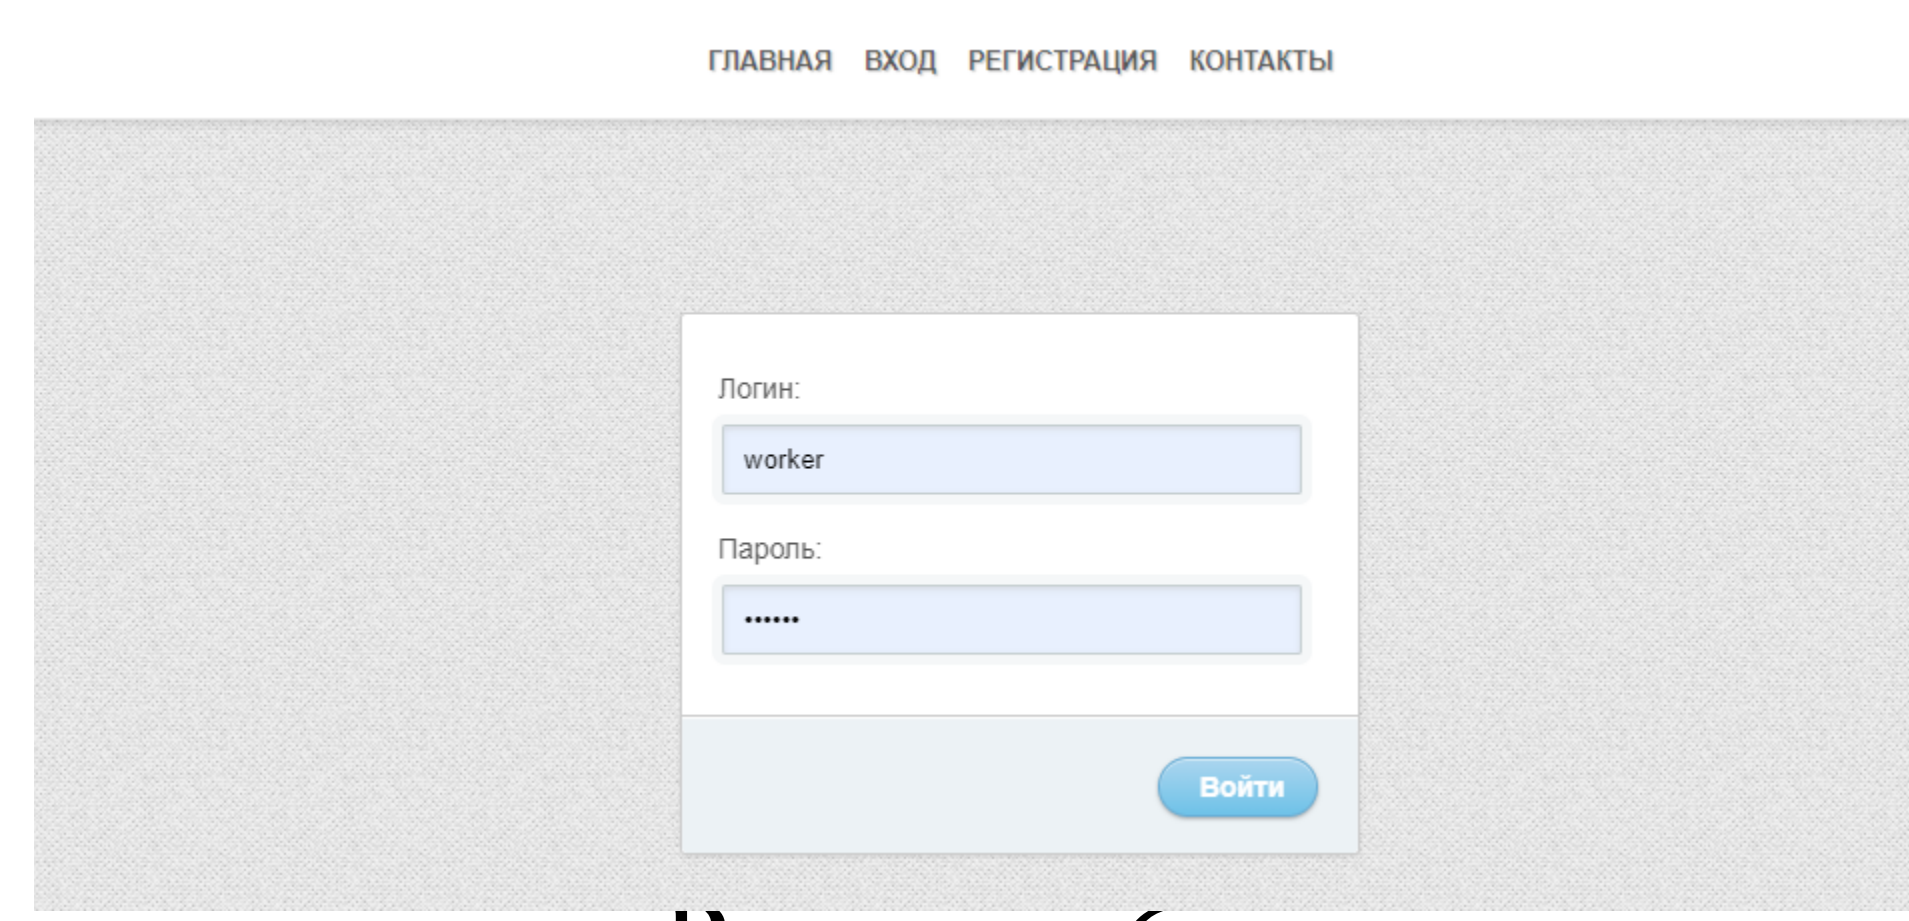 ГЛАВНАЯ ВХОД РЕГИСТРАЦИЯ КОНТАКТЫ
Логин:
worker
Пароль:
••••••
Войти